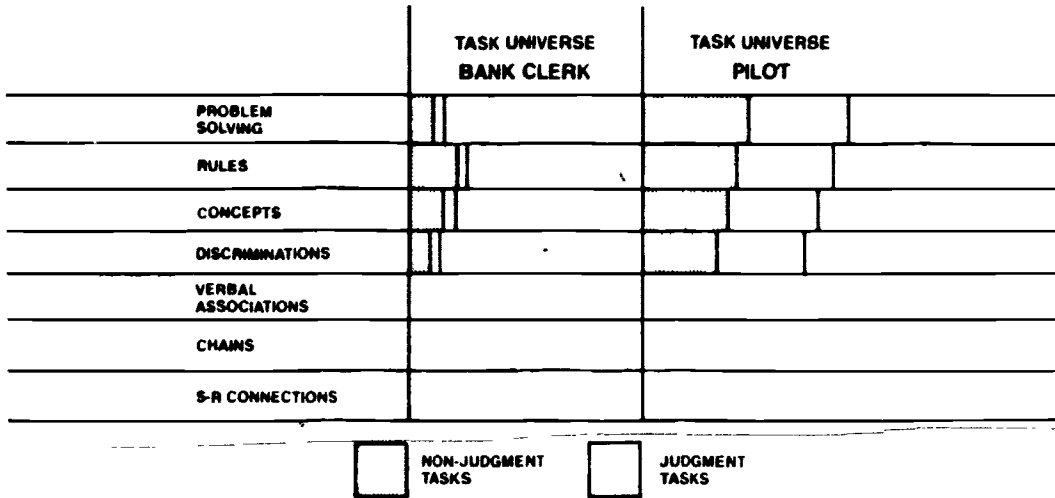 TASK UNIVERSE
BANK CLERK
TASK UNIVERSE
PILOT
PROBLEM
SOLVING
RULES
CONCEPTS
DISCRIMINATIONS
VERBAL
ASSOCIATIONS
CHAINS
S-R CONNECTIONS
NON-JUDGMENT
TASKS
JUDGMENT
TASKS